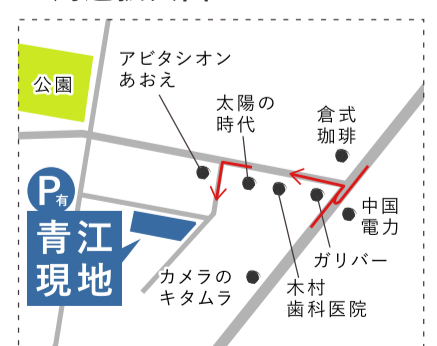 公園
アビタシオン
あおえ
太陽の
時代
倉式
珈琲
P有
青江
現地
中国
電力
ガリバー
カメラの
キタムラ
木村
歯科医院